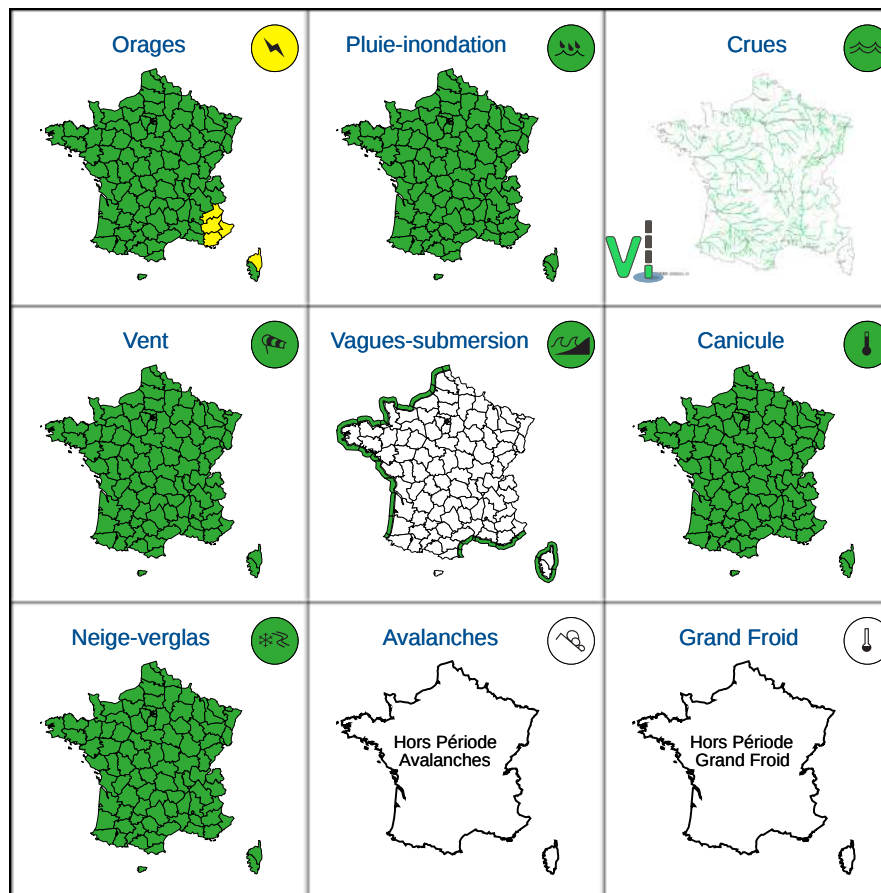 Orages
Pluie-inondation
Crues
Vent
Vagues-submersion
Canicule
Neige-verglas
Avalanches
Grand Froid
Hors Période
Avalanches
Hors Période
Grand Froid